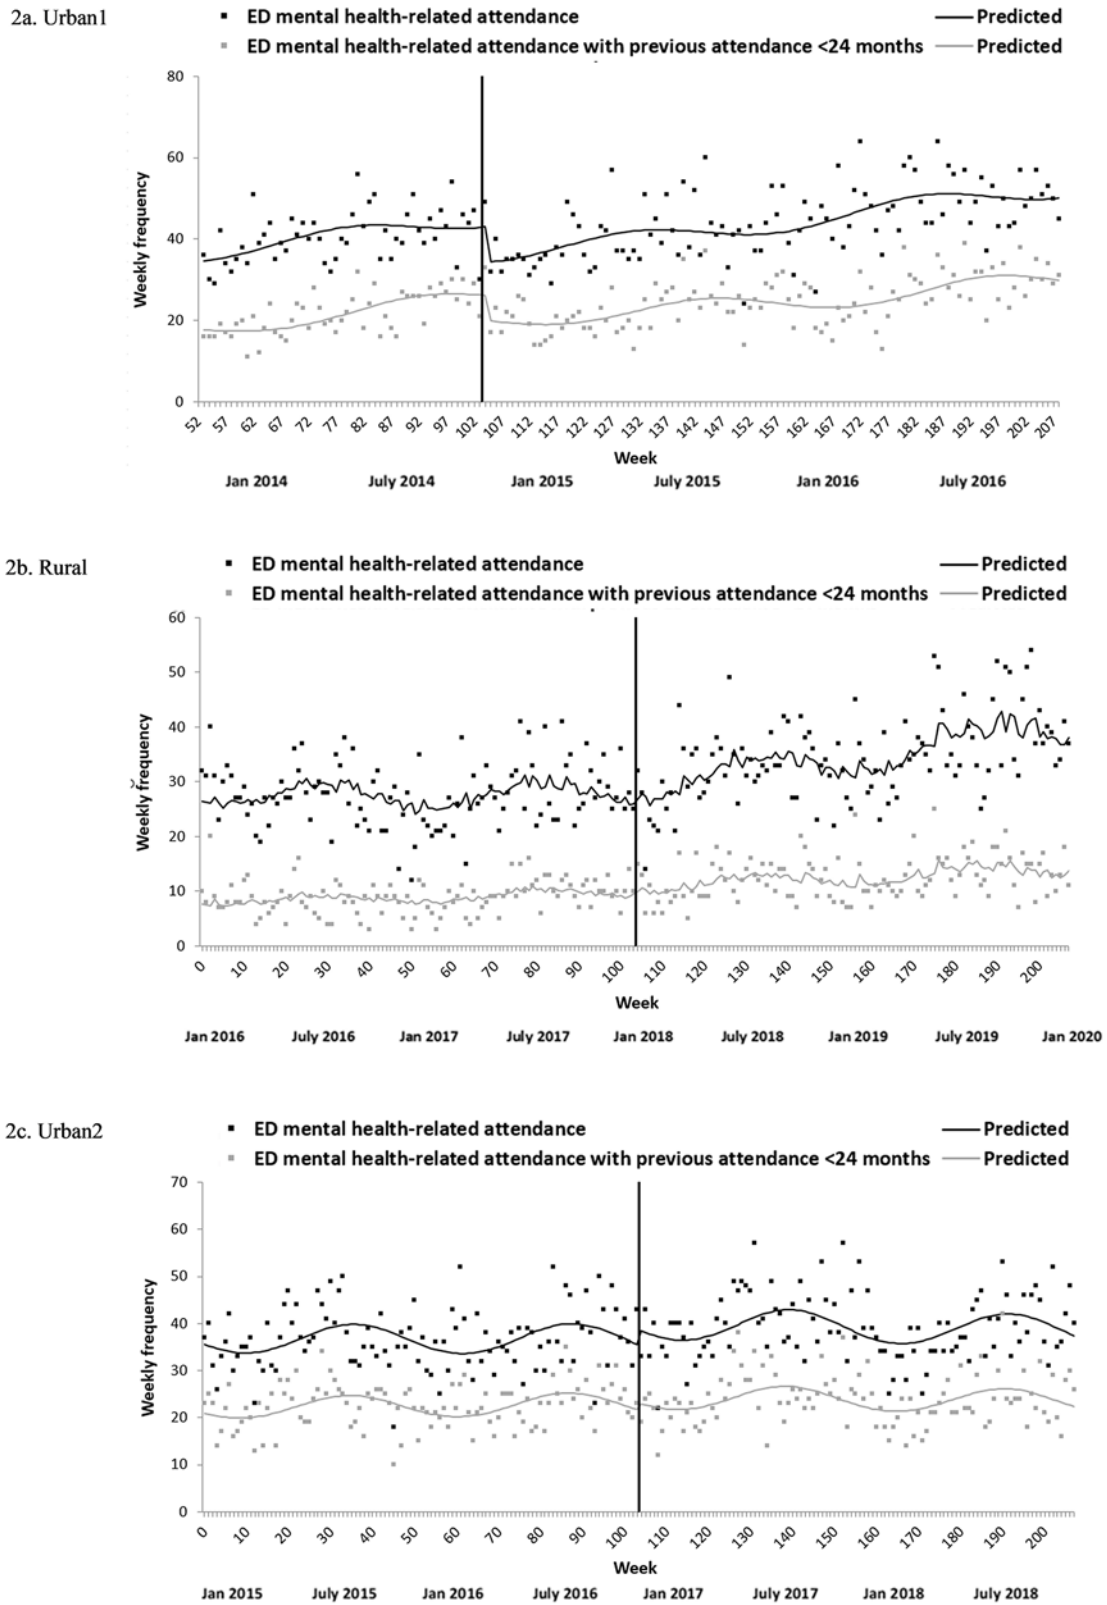 2a. Urban1
ED mental health-related attendance Predicted
ED mental health-related attendance with previous attendance <24 months Predicted
80
60
40
20
0
Weekly frequency
52 57 62 67 72 77 82 87 92 97 102 107 112 117 122 127 132 137 142 147 152 157 162 167 172 177 182 187 192 197 202 207
Week
Jan 2014 July 2014 Jan 2015 July 2015 Jan 2016 July 2016
2b. Rural
ED mental health-related attendance Predicted
ED mental health-related attendance with previous attendance <24 months Predicted
60
50
40
30
20
10
0
Weekly frequency
0 10 20 30 40 50 60 70 80 90 100 110 120 130 140 150 160 170 180 190 200
Week
Jan 2016 July 2016 Jan 2017 July 2017 Jan 2018 July 2018 Jan 2019 July 2019 Jan 2020
2c. Urban2
ED mental health-related attendance Predicted
ED mental health-related attendance with previous attendance <24 months Predicted
70
60
50
40
30
20
10
0
Weekly frequency
0 10 20 30 40 50 60 70 80 90 100 110 120 130 140 150 160 170 180 190 200
Week
Jan 2015 July 2015 Jan 2016 July 2016 Jan 2017 July 2017 Jan 2018 July 2018